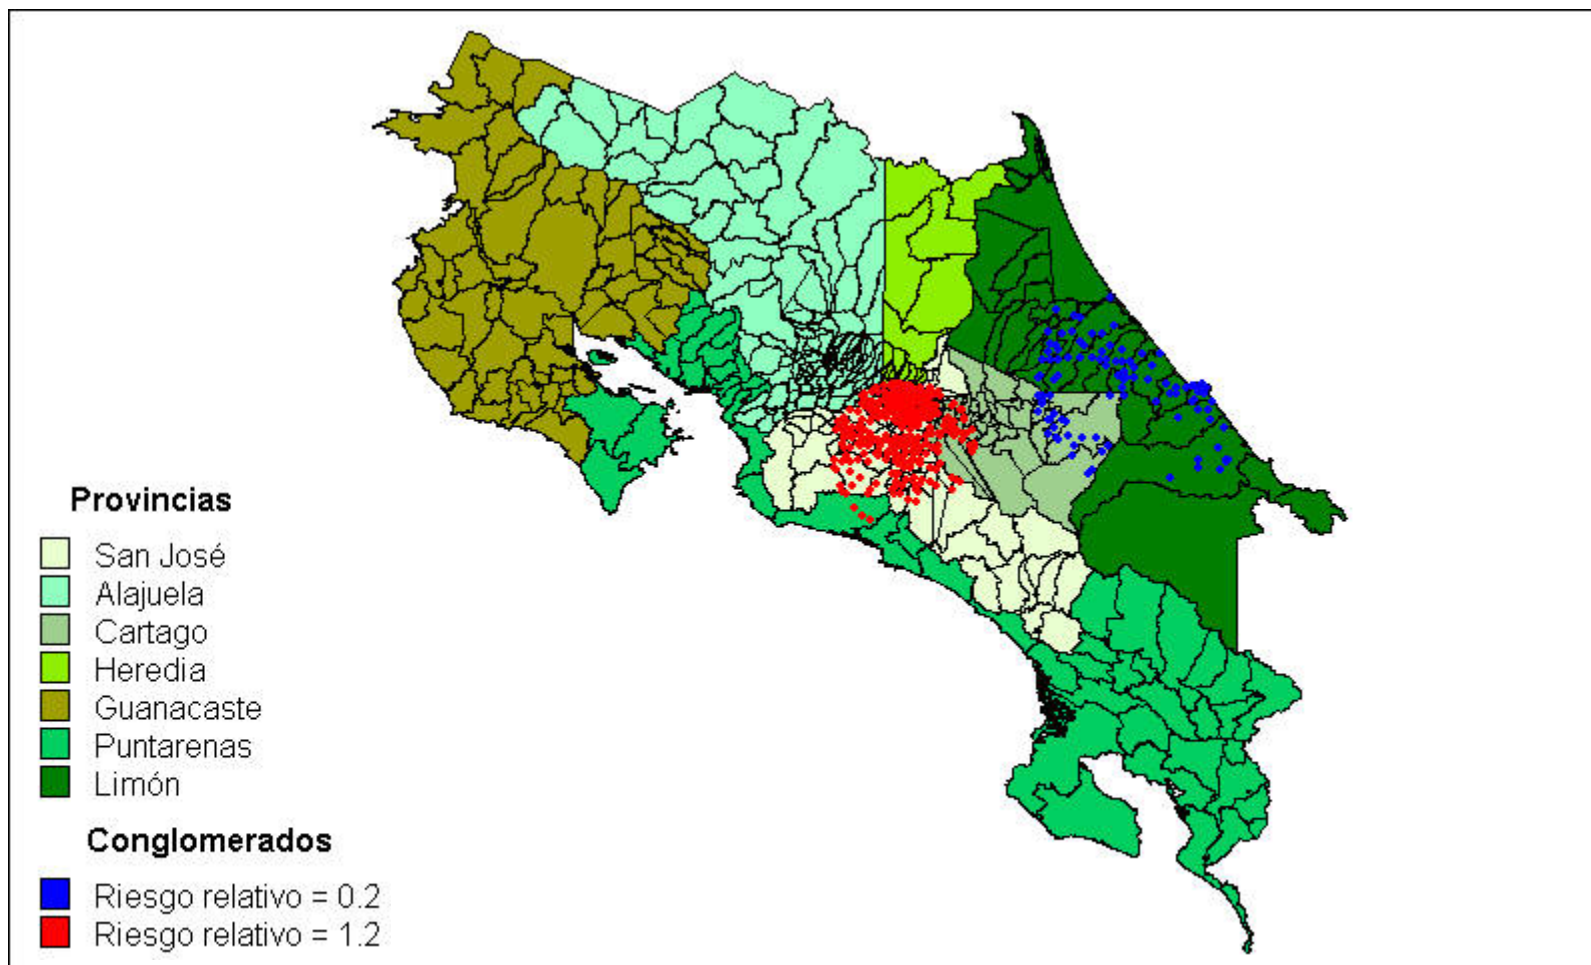 Provincias
San José
Alajuela
Cartago
Heredia
Guanacaste
Puntarenas
Limón
Conglomerados
Riesgo relativo = 0.2
Riesgo relativo = 1.2